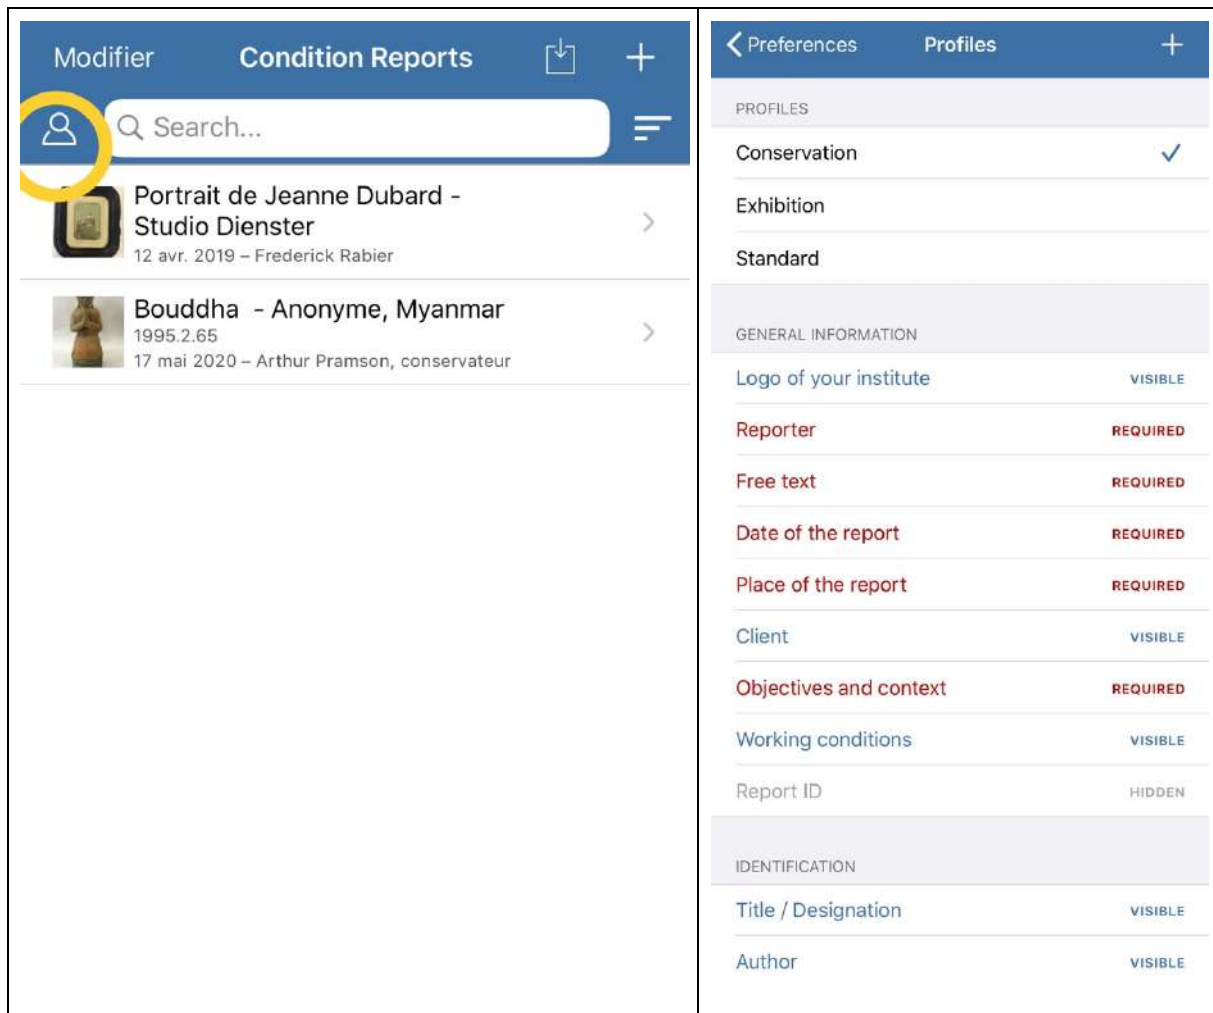 Modifier Condition Reports
Search...
Portrait de Jeanne Dubard -
Studio Dienster
12 avr. 2019 – Frederick Rabier
Bouddha - Anonyme, Myanmar
1995.2.65
17 mai 2020 – Arthur Pramson, conservateur
Preferences Profiles
PROFILES
Conservation
Exhibition
Standard
GENERAL INFORMATION
Logo of your institute VISIBLE
Reporter REQUIRED
Free text REQUIRED
Date of the report REQUIRED
Place of the report REQUIRED
Client VISIBLE
Objectives and context REQUIRED
Working conditions VISIBLE
Report ID HIDDEN
IDENTIFICATION
Title / Designation VISIBLE
Author VISIBLE